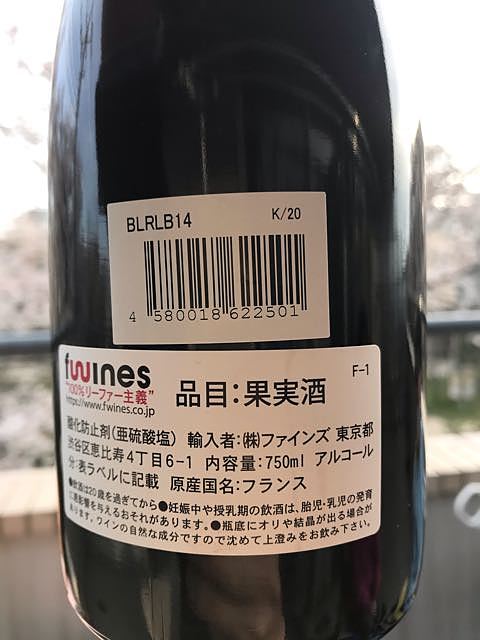 BLRLB14 K/20
4 580018 622501
fwines F-1
"100%リーファー主義" 品目:果実酒
https://www.fwines.co.jp
酸化防止剤(亜硫酸塩) 輸入者:㈱ファインズ 東京都
渋谷区恵比寿4丁目6-1 内容量:750ml アルコール
分:裏ラベルに記載 原産国名:フランス
●飲酒は20歳を過ぎてから●妊娠中や授乳期の飲酒は、胎児・乳児の発育
に悪影響を与えるおそれがあります。●瓶底にオリや結晶が出る場合が
あります。ワインの自然な成分ですので沈めて上澄みをお飲み下さい。